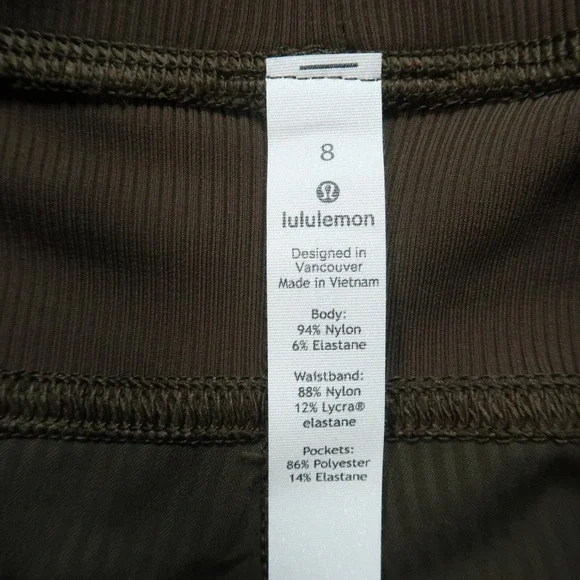 8
lululemon
Designed in
Vancouver
Made in Vietnam
Body:
94% Nylon
6% Elastane
Waistband:
88% Nylon
12% Lycra®
elastane
Pockets:
86% Polyester
14% Elastane